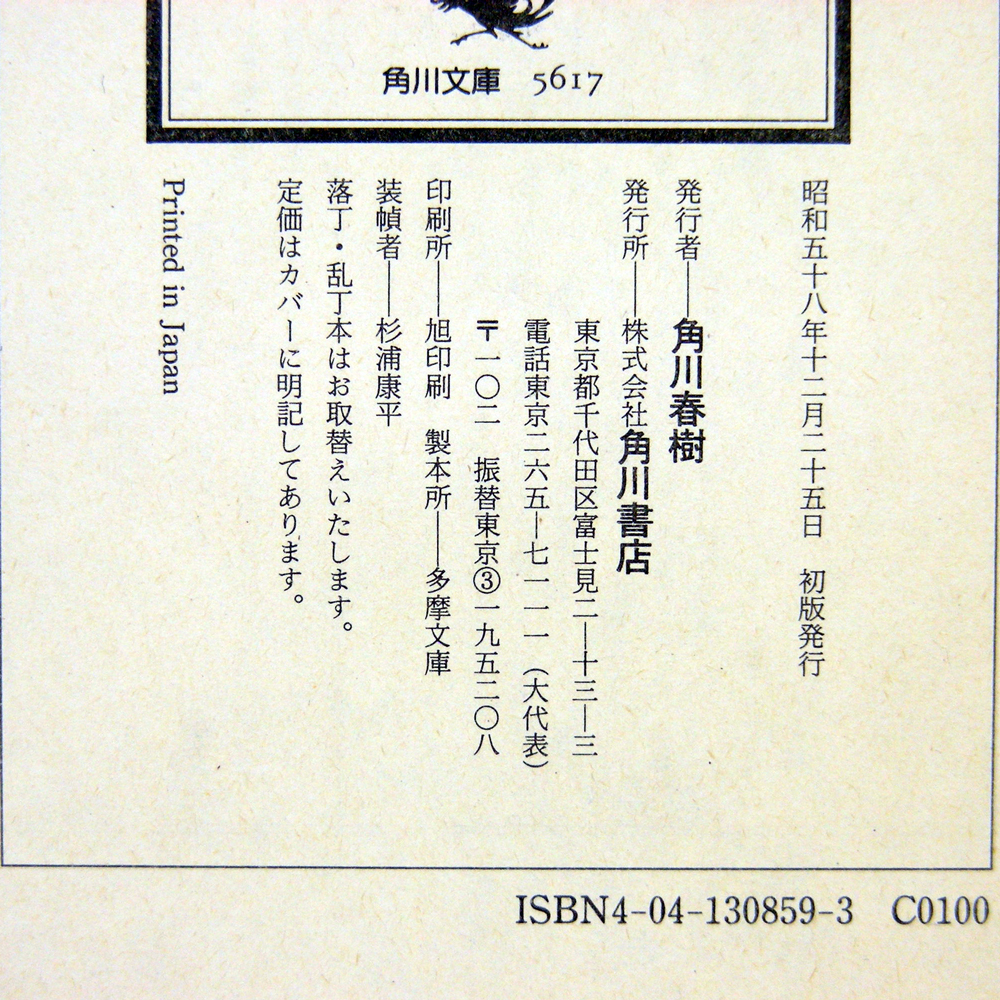 角川文庫 5617
昭和五十八年十二月二十五日　初版発行
発行者――角川春樹
発行所――株式会社角川書店
東京都千代田区富士見二―十三―三
電話東京二六五―七一一一（大代表）
〒一〇二　振替東京③一九五二〇八
印刷所――旭印刷　製本所――多摩文庫
装幀者――杉浦康平
落丁・乱丁本はお取替えいたします。
定価はカバーに明記してあります。
Printed in Japan
ISBN4-04-130859-3　C0100